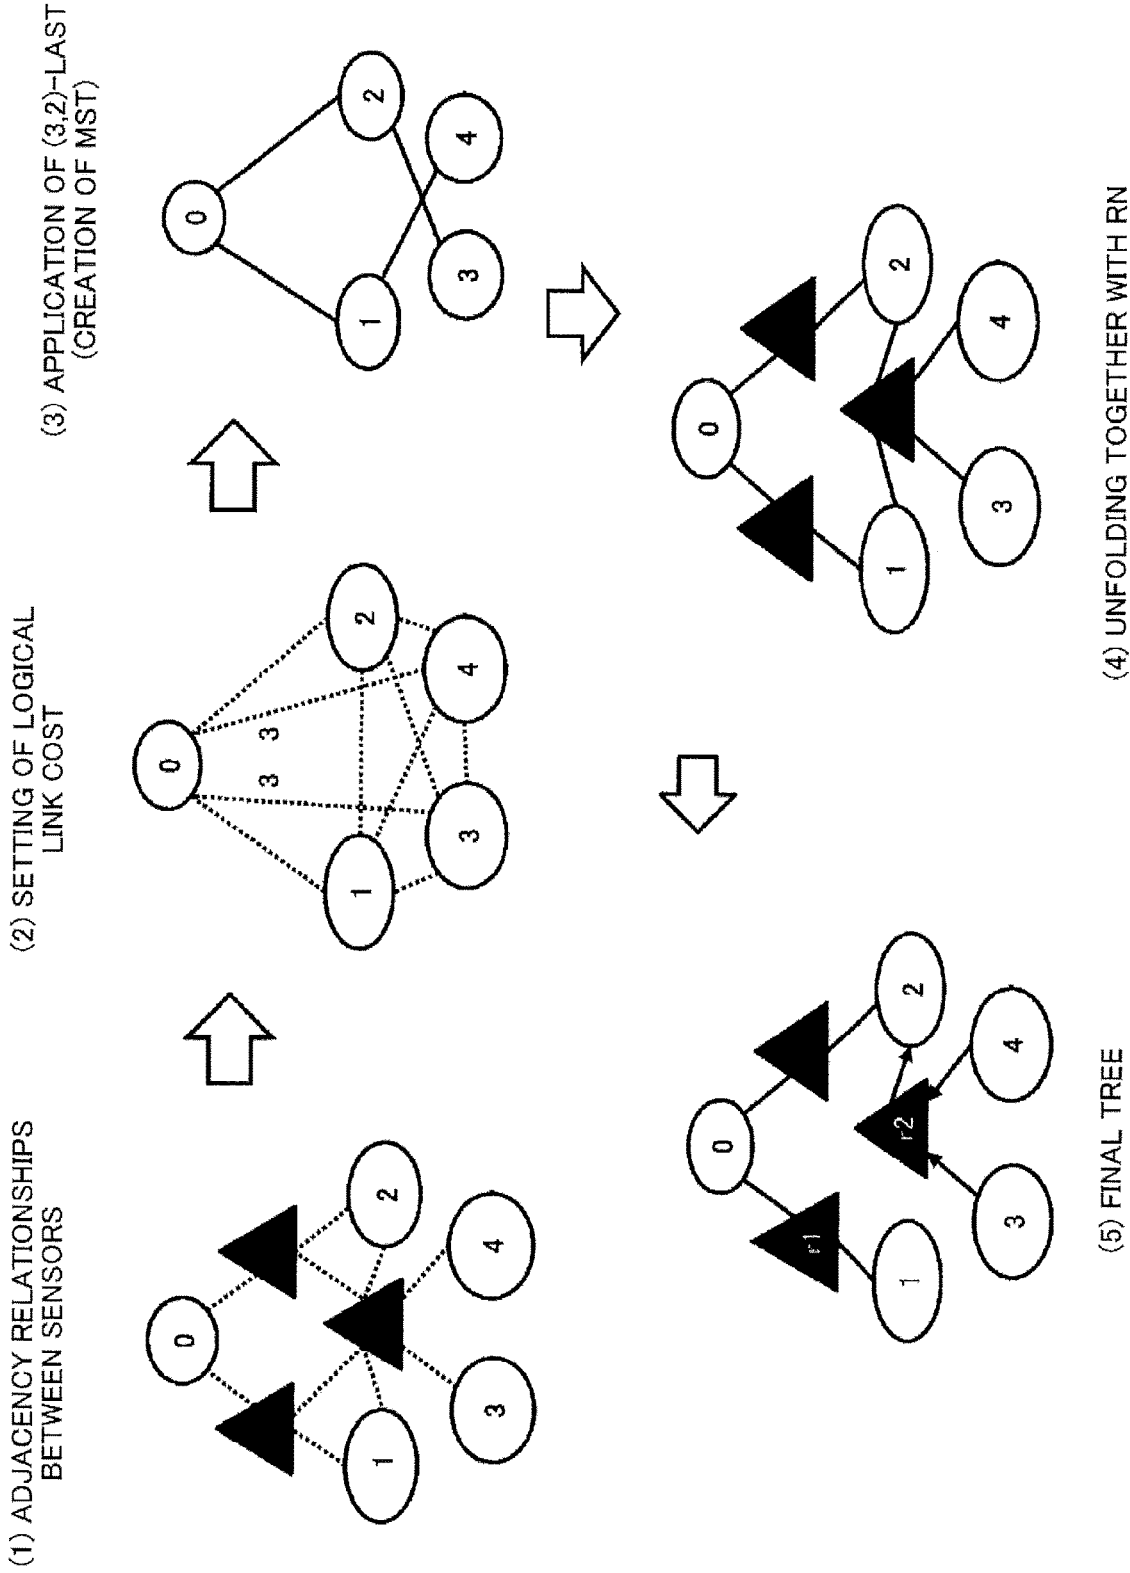 (1) ADJACENCY RELATIONSHIPS
BETWEEN SENSORS
0
1
2
3
4
(2) SETTING OF LOGICAL
LINK COST
0
3 3
1
2
3
4
(3) APPLICATION OF (3,2)-LAST
(CREATION OF MST)
0
1
2
3
4
(4) UNFOLDING TOGETHER WITH RN
0
1
2
3
4
(5) FINAL TREE
0
r1
r2
1
2
3
4